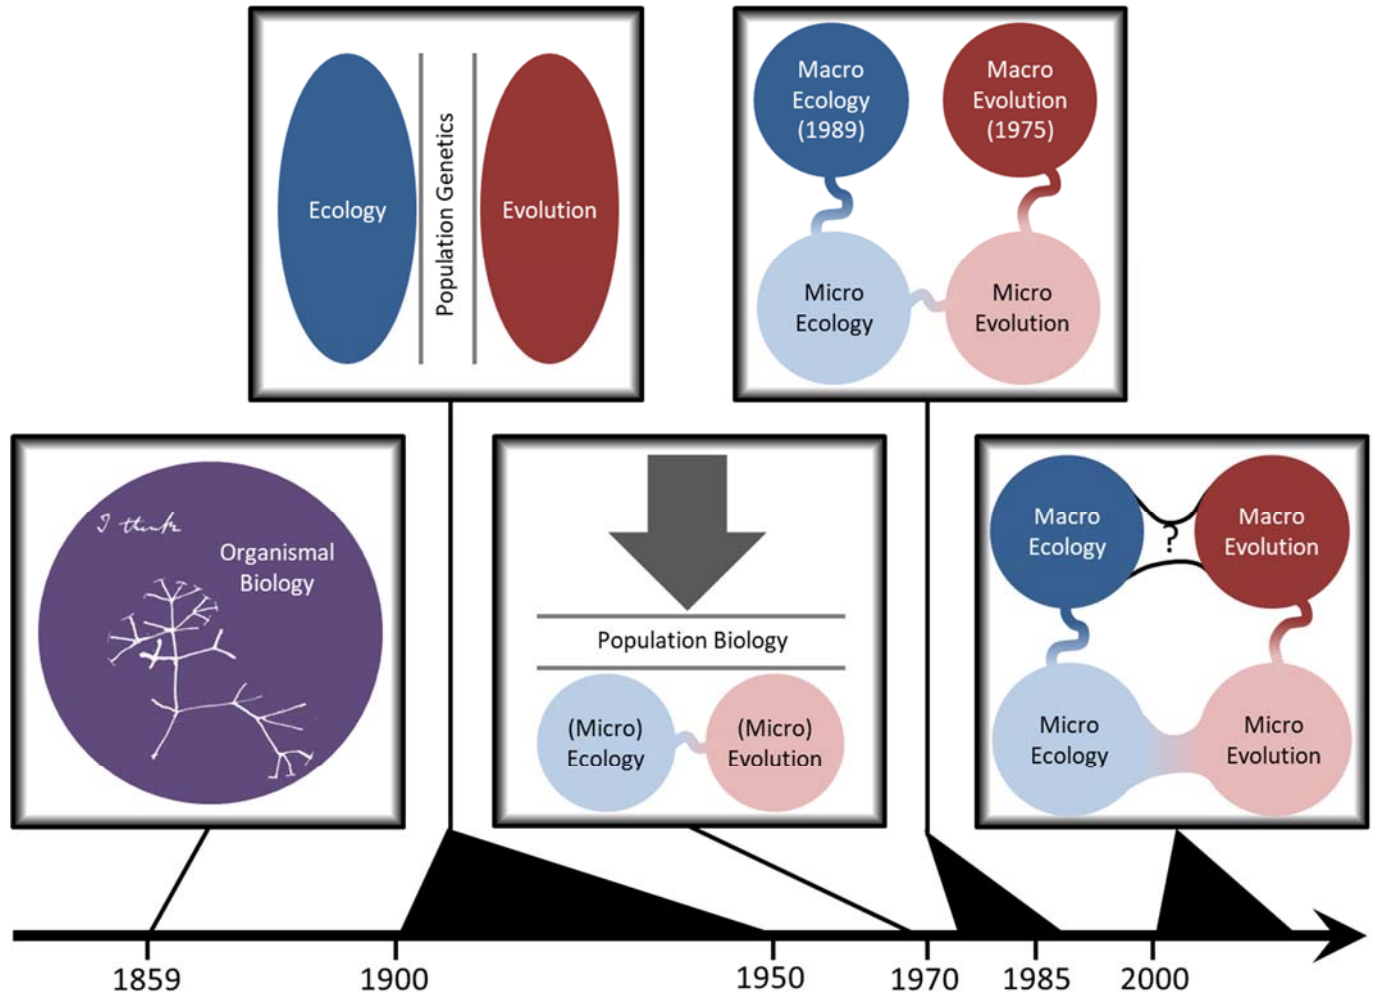 Ecology
Population Genetics
Evolution
Macro
Ecology
(1989)
Macro
Evolution
(1975)
Micro
Ecology
Micro
Evolution
I think
Organismal
Biology
Population Biology
(Micro)
Ecology
(Micro)
Evolution
Macro
Ecology
?
Macro
Evolution
Micro
Ecology
Micro
Evolution
1859
1900
1950
1970
1985
2000